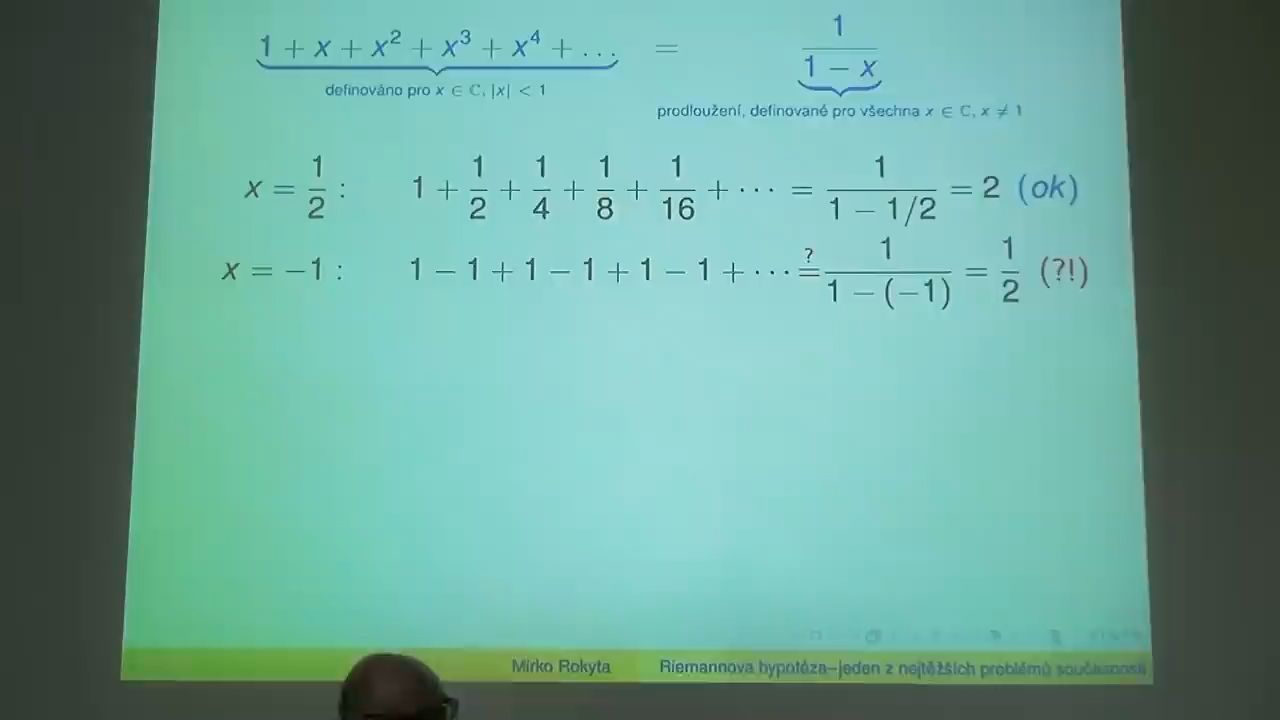 1 + x + x² + x³ + x⁴ + … = 1/(1 − x)
definováno pro x ∈ ℂ, |x| < 1
prodloužení, definované pro všechna x ∈ ℂ, x ≠ 1
x = 1/2 : 1 + 1/2 + 1/4 + 1/8 + 1/16 + ⋯ = 1/(1 − 1/2) = 2 (ok)
x = −1 : 1 − 1 + 1 − 1 + 1 − 1 + ⋯ ≟ 1/(1 − (−1)) = 1/2 (?!)
Mirko Rokyta Riemannova hypotéza–jeden z nejtěžších problémů současnosti